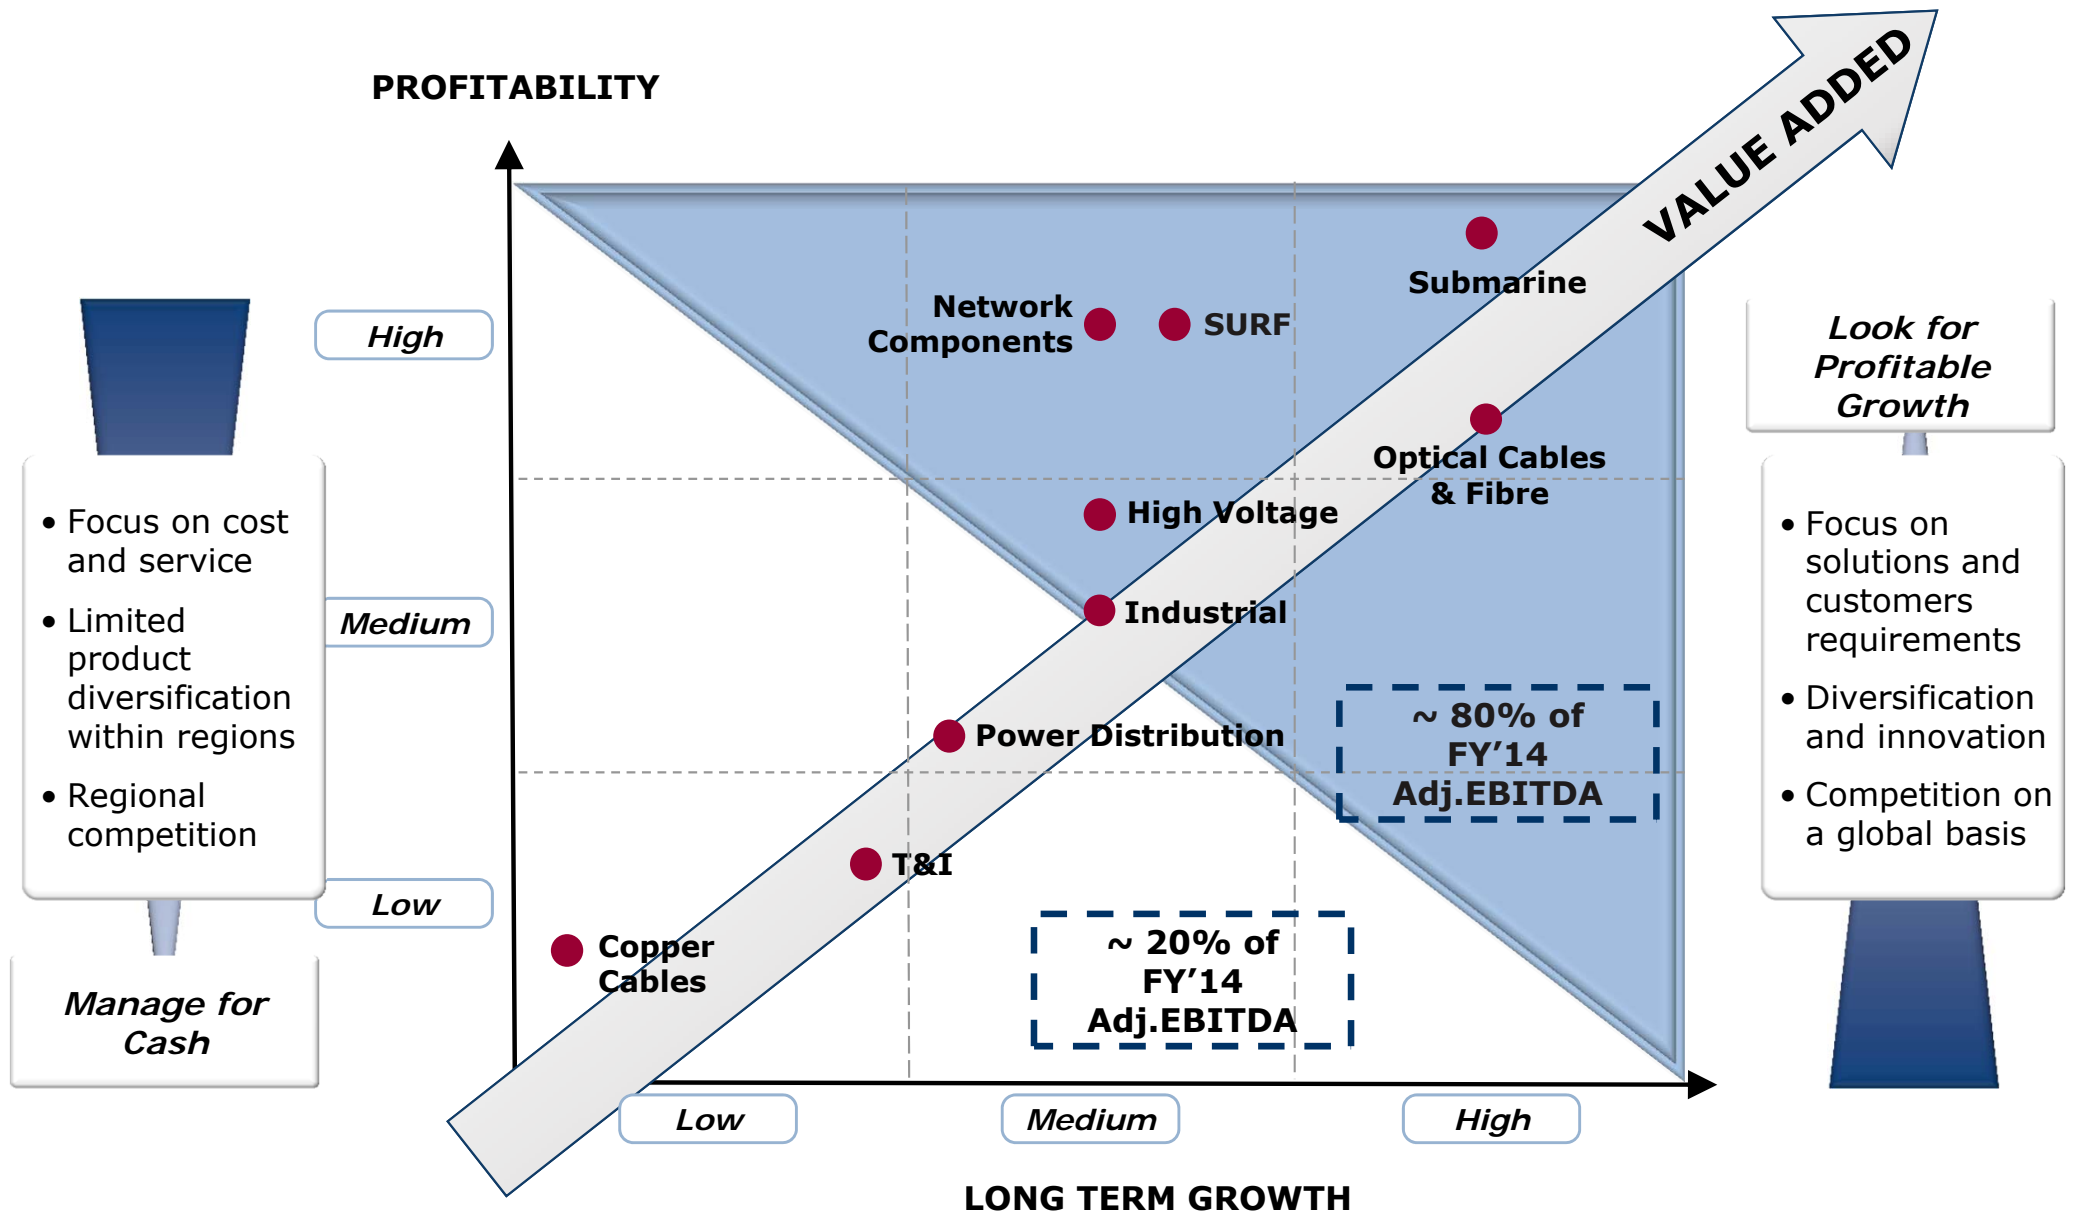 PROFITABILITY
VALUE ADDED
High
Medium
Low
• Focus on cost
and service
• Limited
product
diversification
within regions
• Regional
competition
Manage for
Cash
Submarine
Network
Components
SURF
Optical Cables
& Fibre
High Voltage
Industrial
Power Distribution
T&I
Copper
Cables
~ 80% of
FY’14
Adj.EBITDA
~ 20% of
FY’14
Adj.EBITDA
Low
Medium
High
LONG TERM GROWTH
Look for
Profitable
Growth
• Focus on
solutions and
customers
requirements
• Diversification
and innovation
• Competition on
a global basis